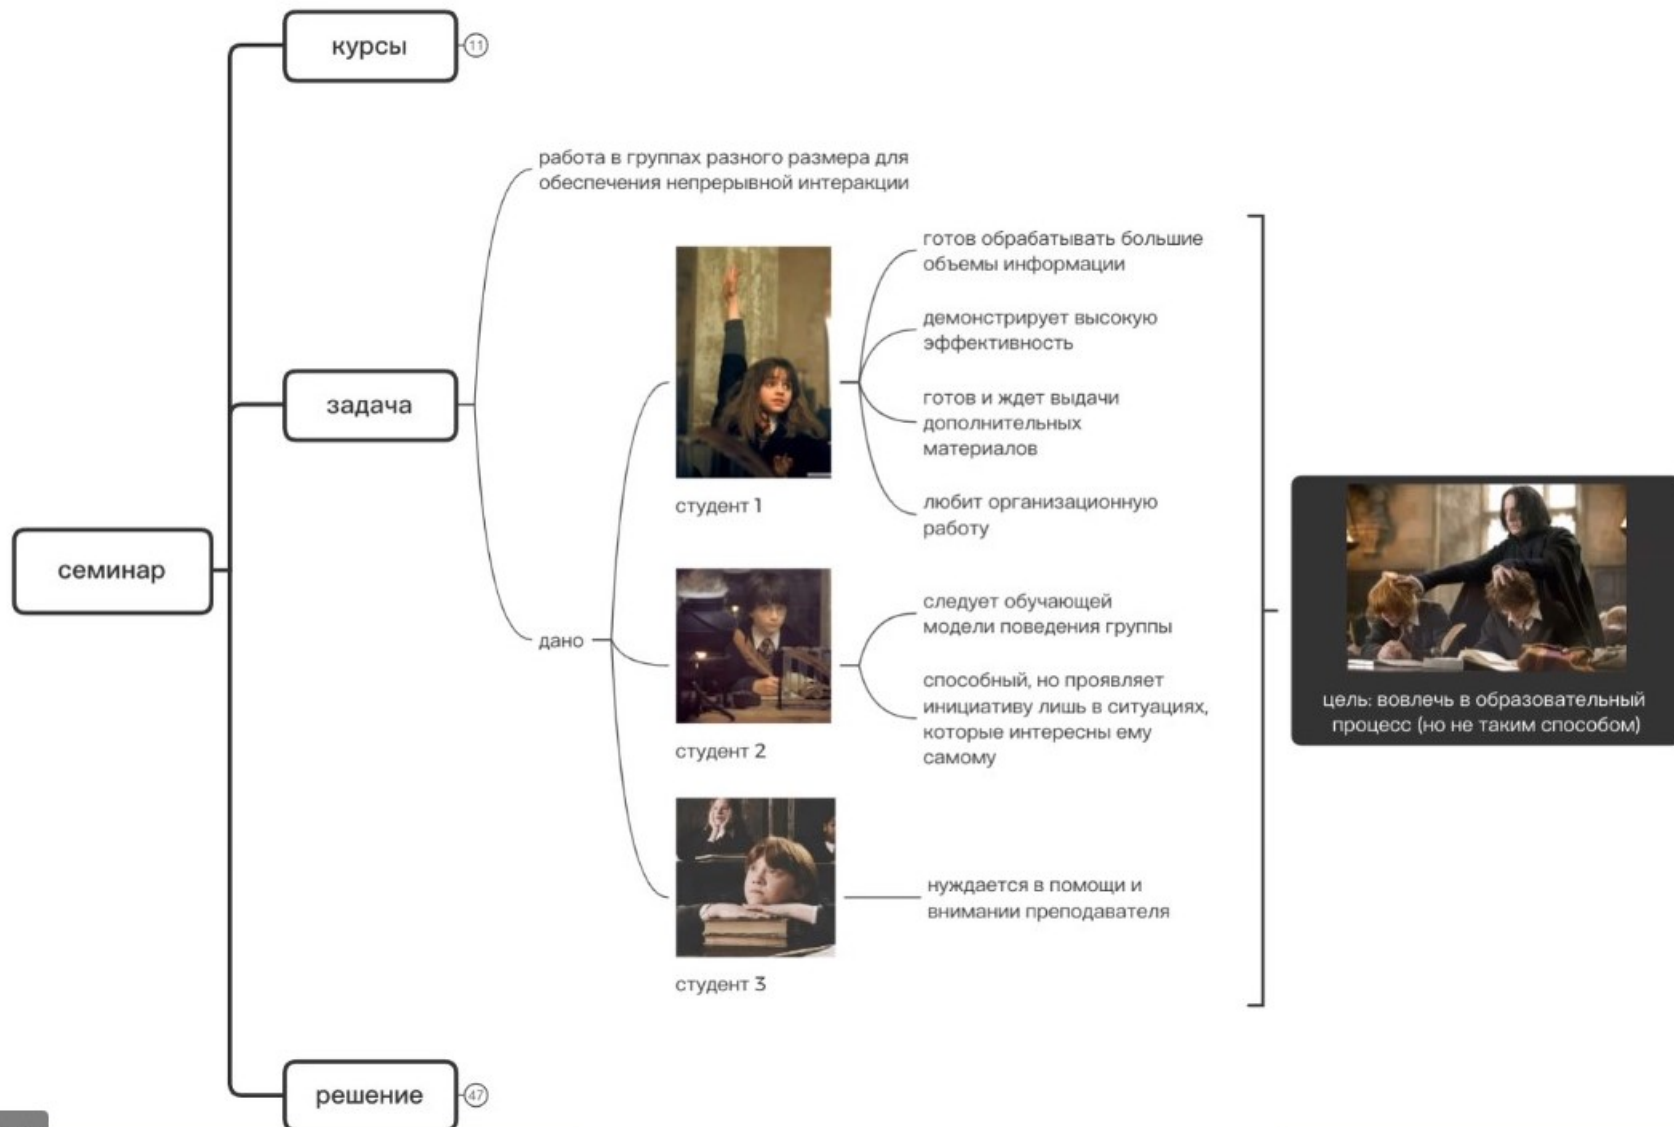 курсы
11
работа в группах разного размера для
обеспечения непрерывной интеракции
готов обрабатывать большие
объемы информации
демонстрирует высокую
эффективность
готов и ждет выдачи
дополнительных
материалов
любит организационную
работу
студент 1
задача
семинар
дано
следует обучающей
модели поведения группы
способный, но проявляет
инициативу лишь в ситуациях,
которые интересны ему
самому
студент 2
нуждается в помощи и
внимании преподавателя
студент 3
цель: вовлечь в образовательный
процесс (но не таким способом)
решение
47